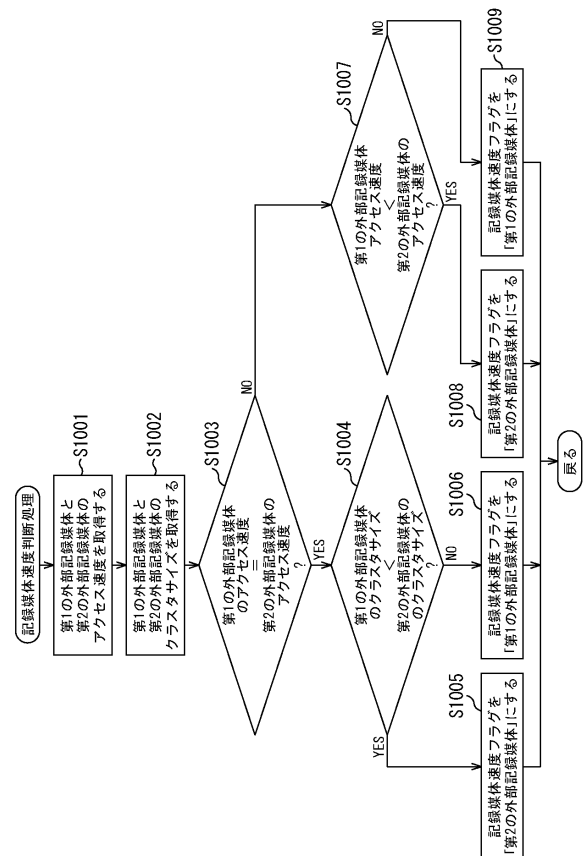 記録媒体速度判断処理
S1001
第1の外部記録媒体と
第2の外部記録媒体の
アクセス速度を取得する
S1002
第1の外部記録媒体と
第2の外部記録媒体の
クラスタサイズを取得する
S1003
第1の外部記録媒体
のアクセス速度
=
第2の外部記録媒体の
アクセス速度
?
NO
YES
S1004
第1の外部記録媒体
のクラスタサイズ
<
第2の外部記録媒体の
のクラスタサイズ
?
YES
NO
S1007
第1の外部記録媒体
アクセス速度
<
第2の外部記録媒体の
アクセス速度
?
NO
YES
S1005
記録媒体速度フラグを
「第2の外部記録媒体」にする
S1006
記録媒体速度フラグを
「第1の外部記録媒体」にする
S1008
記録媒体速度フラグを
「第2の外部記録媒体」にする
S1009
記録媒体速度フラグを
「第1の外部記録媒体」にする
戻る